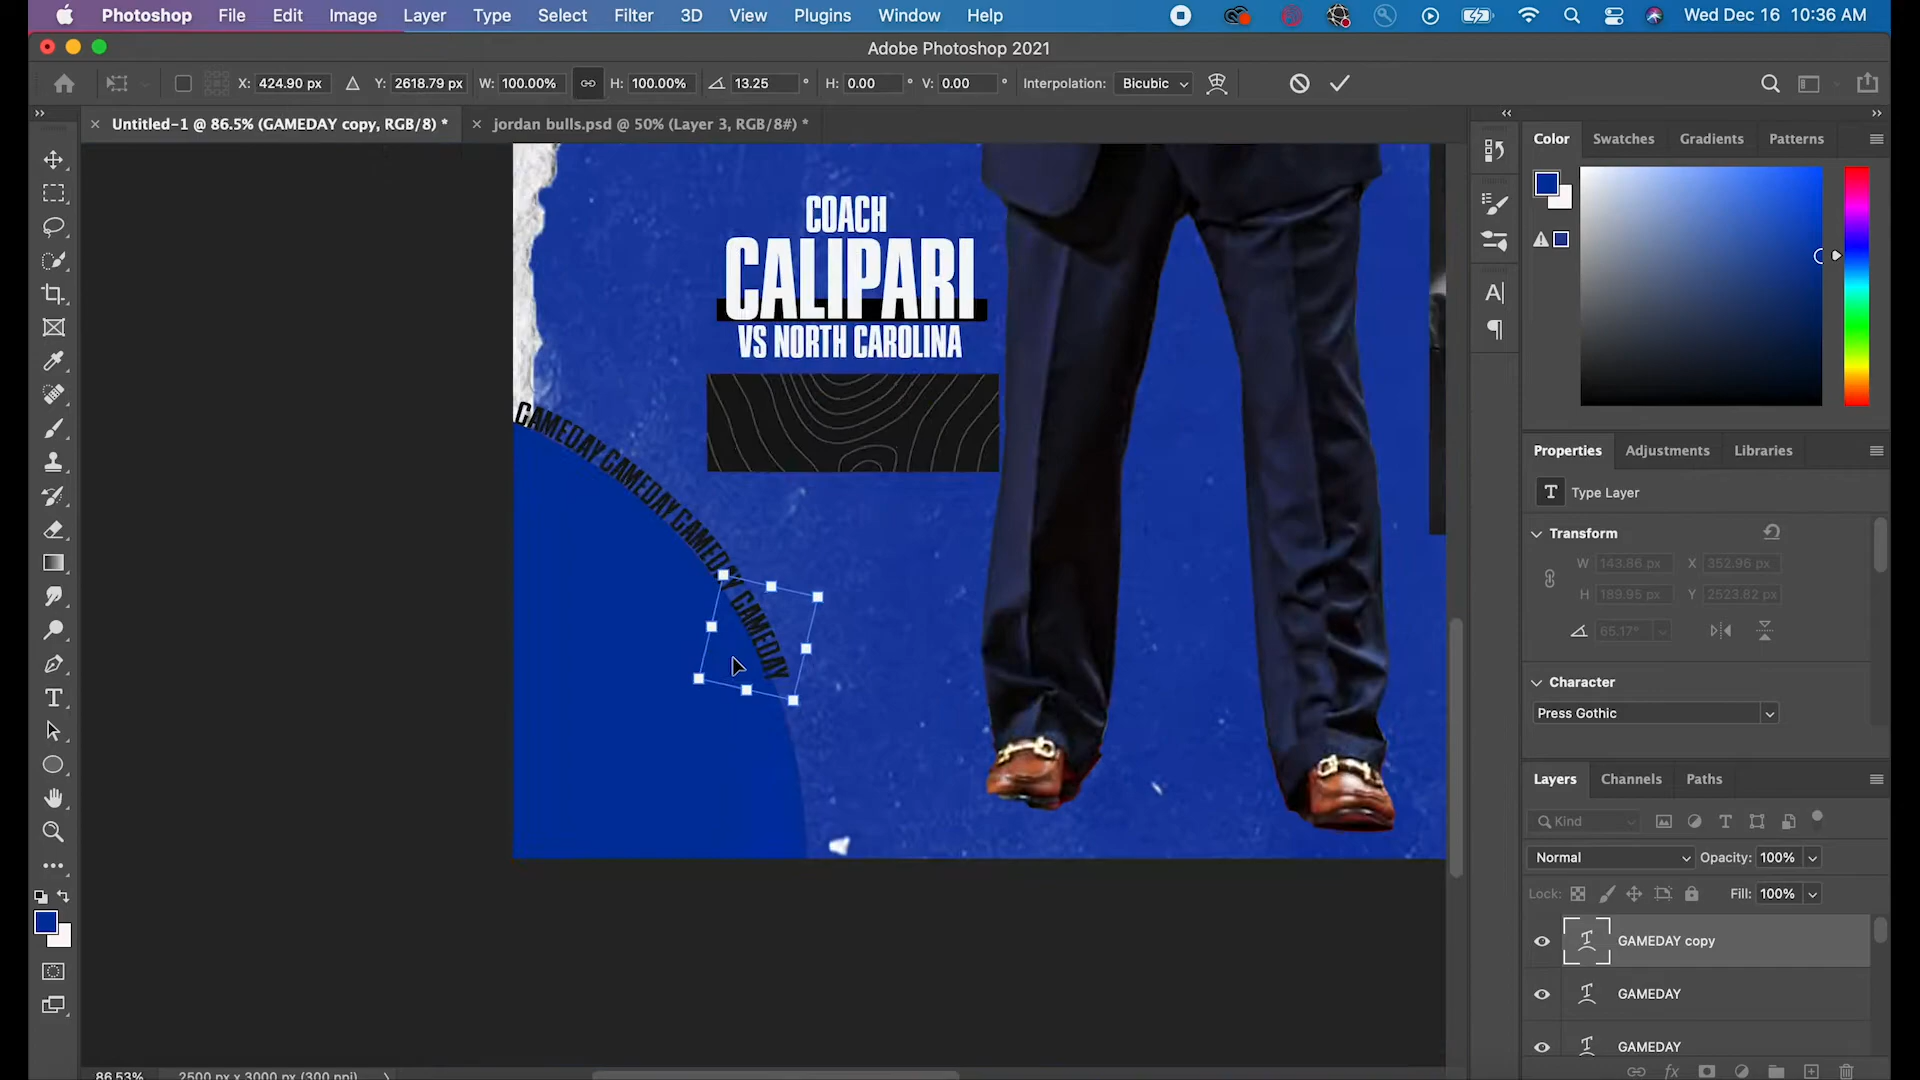 Photoshop File Edit Image Layer Type Select Filter 3D View Plugins Window Help Wed Dec 16 10:36 AM
Adobe Photoshop 2021
X: 424.90 px Y: 2618.79 px W: 100.00% H: 100.00% 13.25 ° H: 0.00 ° V: 0.00 ° Interpolation: Bicubic
Untitled-1 @ 86.5% (GAMEDAY copy, RGB/8) * jordan bulls.psd @ 50% (Layer 3, RGB/8#) *
COACH
CALIPARI
VS NORTH CAROLINA
GAMEDAY GAMEDAY GAMEDAY GAMEDAY
Color Swatches Gradients Patterns
Properties Adjustments Libraries
T Type Layer
Transform
W 143.86 px X 352.96 px
H 189.95 px Y 2523.82 px
65.17°
Character
Press Gothic
Layers Channels Paths
Kind
Normal Opacity: 100%
Lock: Fill: 100%
GAMEDAY copy
GAMEDAY
GAMEDAY
86.53% 2500 px x 3000 px (300 ppi)